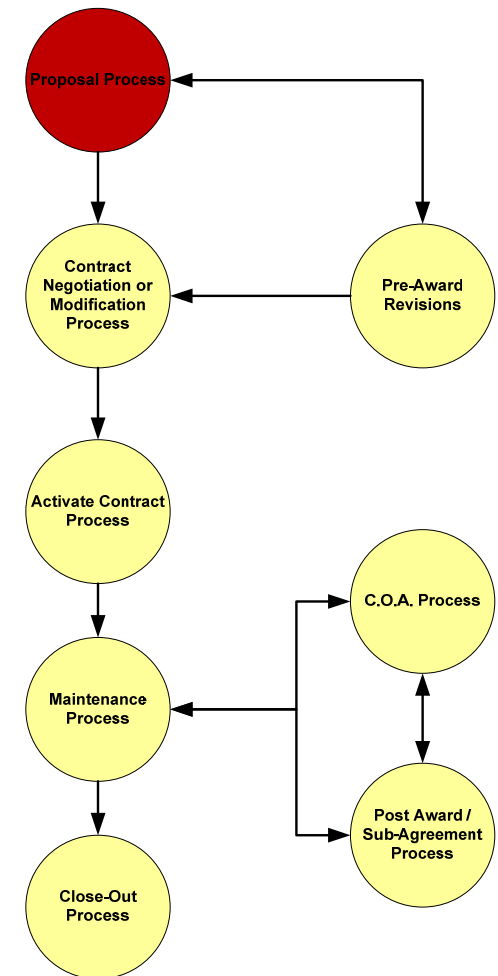 Proposal Process
Contract
Negotiation or
Modification
Process
Pre-Award
Revisions
Activate Contract
Process
C.O.A. Process
Maintenance
Process
Post Award /
Sub-Agreement
Process
Close-Out
Process